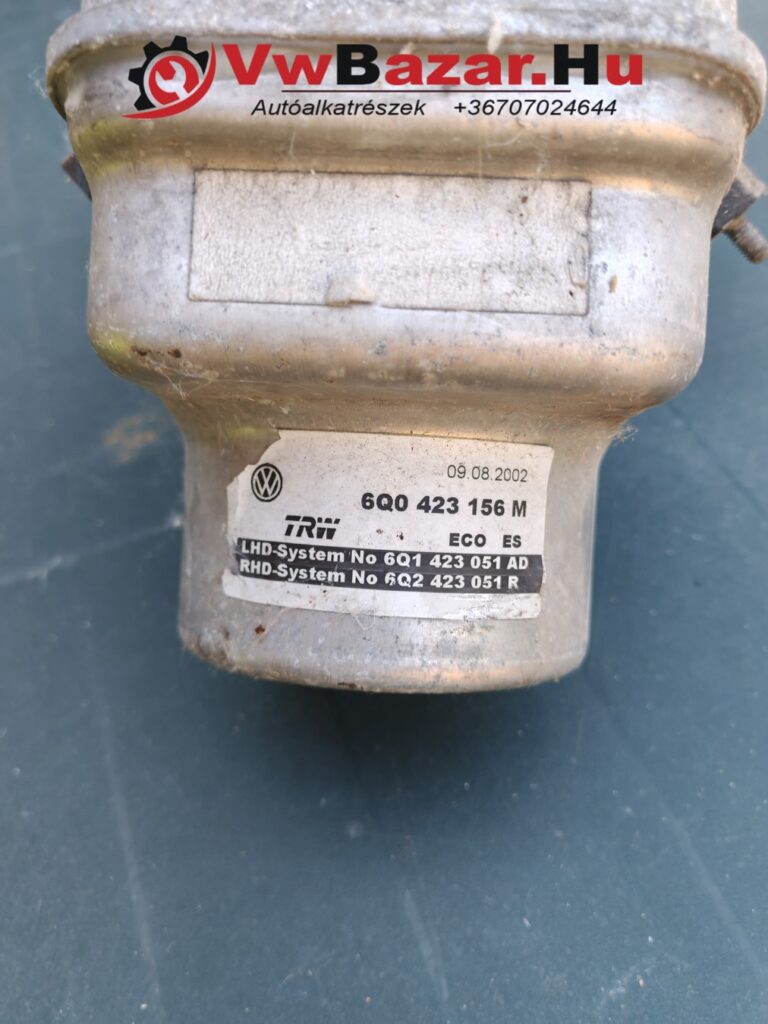 VwBazar.Hu
Autóalkatrészek +36707024644
09.08.2002
6Q0 423 156 M
TRW
ECO ES
LHD-System No 6Q1 423 051 AD
RHD-System No 6Q2 423 051 R